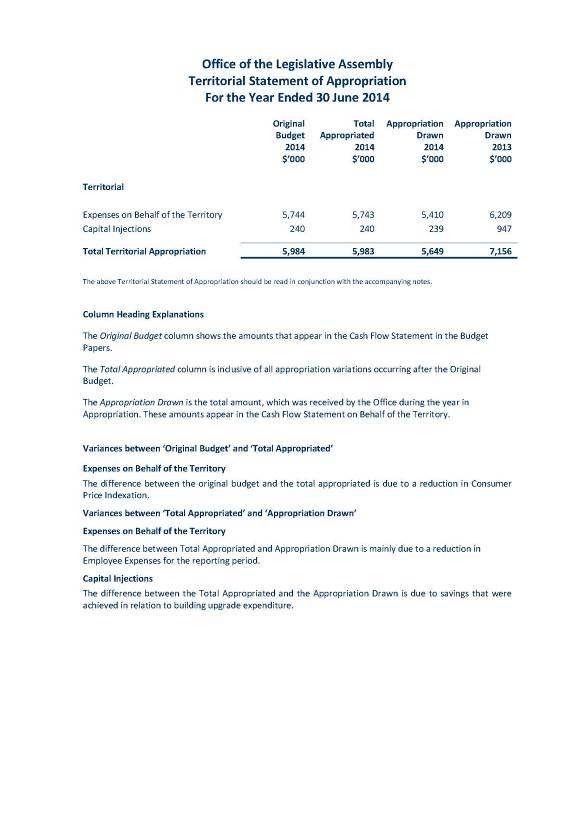 Office of the Legislative Assembly
Territorial Statement of Appropriation
For the Year Ended 30 June 2014
Original Total Appropriation Appropriation
Budget Appropriated Drawn Drawn
2014 2014 2014 2013
$'000 $'000 $'000 $'000
Territorial
Expenses on Behalf of the Territory 5,744 5,743 5,410 6,209
Capital Injections 240 240 239 947
Total Territorial Appropriation 5,984 5,983 5,649 7,156
The above Territorial Statement of Appropriation should be read in conjunction with the accompanying notes.
Column Heading Explanations
The Original Budget column shows the amounts that appear in the Cash Flow Statement in the Budget
Papers.
The Total Appropriated column is inclusive of all appropriation variations occurring after the Original
Budget.
The Appropriation Drawn is the total amount, which was received by the Office during the year in
Appropriation. These amounts appear in the Cash Flow Statement on Behalf of the Territory.
Variances between ‘Original Budget’ and ‘Total Appropriated’
Expenses on Behalf of the Territory
The difference between the original budget and the total appropriated is due to a reduction in Consumer
Price Indexation.
Variances between ‘Total Appropriated’ and ‘Appropriation Drawn’
Expenses on Behalf of the Territory
The difference between Total Appropriated and Appropriation Drawn is mainly due to a reduction in
Employee Expenses for the reporting period.
Capital Injections
The difference between the Total Appropriated and the Appropriation Drawn is due to savings that were
achieved in relation to building upgrade expenditure.